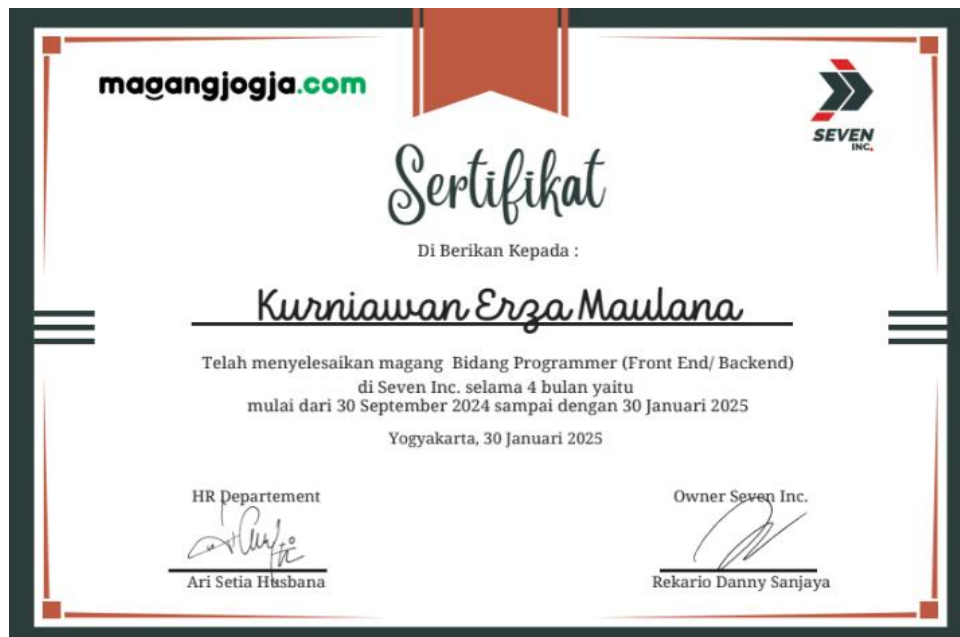 magangjogja.com
SEVEN
INC.
Sertifikat
Di Berikan Kepada :
Kurniawan Erza Maulana
Telah menyelesaikan magang Bidang Programmer (Front End/ Backend)
di Seven Inc. selama 4 bulan yaitu
mulai dari 30 September 2024 sampai dengan 30 Januari 2025
Yogyakarta, 30 Januari 2025
HR Departement
Owner Seven Inc.
Ari Setia Husbana
Rekario Danny Sanjaya